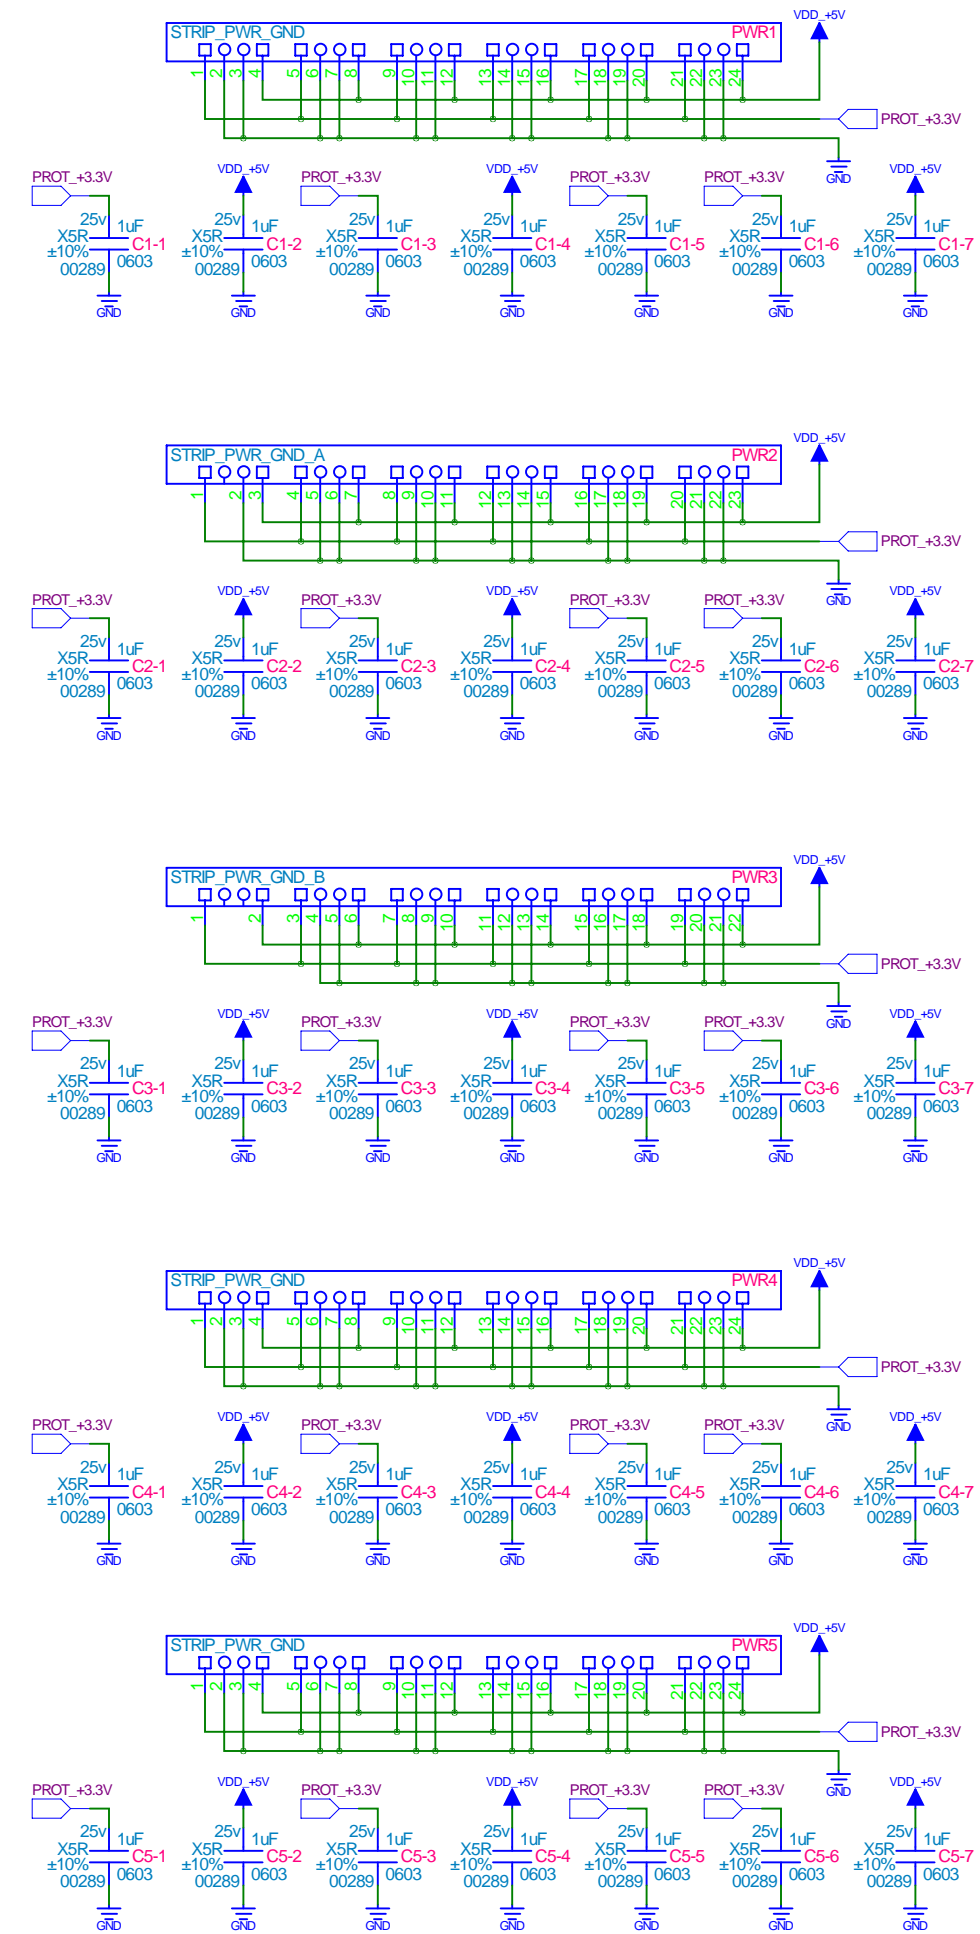 VDD_+5V
STRIP_PWR_GND PWR1
1 2 3 4 5 6 7 8 9 10 11 12 13 14 15 16 17 18 19 20 21 22 23 24
PROT_+3.3V
GND
PROT_+3.3V VDD_+5V PROT_+3.3V VDD_+5V PROT_+3.3V PROT_+3.3V VDD_+5V
25v 1uF 25v 1uF 25v 1uF 25v 1uF 25v 1uF 25v 1uF 25v 1uF
X5R C1-1 X5R C1-2 X5R C1-3 X5R C1-4 X5R C1-5 X5R C1-6 X5R C1-7
±10% 0603 ±10% 0603 ±10% 0603 ±10% 0603 ±10% 0603 ±10% 0603 ±10% 0603
00289 00289 00289 00289 00289 00289 00289
GND GND GND GND GND GND GND
VDD_+5V
STRIP_PWR_GND_A PWR2
1 2 3 4 5 6 7 8 9 10 11 12 13 14 15 16 17 18 19 20 21 22 23
PROT_+3.3V
GND
PROT_+3.3V VDD_+5V PROT_+3.3V VDD_+5V PROT_+3.3V PROT_+3.3V VDD_+5V
25v 1uF 25v 1uF 25v 1uF 25v 1uF 25v 1uF 25v 1uF 25v 1uF
X5R C2-1 X5R C2-2 X5R C2-3 X5R C2-4 X5R C2-5 X5R C2-6 X5R C2-7
±10% 0603 ±10% 0603 ±10% 0603 ±10% 0603 ±10% 0603 ±10% 0603 ±10% 0603
00289 00289 00289 00289 00289 00289 00289
GND GND GND GND GND GND GND
VDD_+5V
STRIP_PWR_GND_B PWR3
1 2 3 4 5 6 7 8 9 10 11 12 13 14 15 16 17 18 19 20 21 22
PROT_+3.3V
GND
PROT_+3.3V VDD_+5V PROT_+3.3V VDD_+5V PROT_+3.3V PROT_+3.3V VDD_+5V
25v 1uF 25v 1uF 25v 1uF 25v 1uF 25v 1uF 25v 1uF 25v 1uF
X5R C3-1 X5R C3-2 X5R C3-3 X5R C3-4 X5R C3-5 X5R C3-6 X5R C3-7
±10% 0603 ±10% 0603 ±10% 0603 ±10% 0603 ±10% 0603 ±10% 0603 ±10% 0603
00289 00289 00289 00289 00289 00289 00289
GND GND GND GND GND GND GND
VDD_+5V
STRIP_PWR_GND PWR4
1 2 3 4 5 6 7 8 9 10 11 12 13 14 15 16 17 18 19 20 21 22 23 24
PROT_+3.3V
GND
PROT_+3.3V VDD_+5V PROT_+3.3V VDD_+5V PROT_+3.3V PROT_+3.3V VDD_+5V
25v 1uF 25v 1uF 25v 1uF 25v 1uF 25v 1uF 25v 1uF 25v 1uF
X5R C4-1 X5R C4-2 X5R C4-3 X5R C4-4 X5R C4-5 X5R C4-6 X5R C4-7
±10% 0603 ±10% 0603 ±10% 0603 ±10% 0603 ±10% 0603 ±10% 0603 ±10% 0603
00289 00289 00289 00289 00289 00289 00289
GND GND GND GND GND GND GND
VDD_+5V
STRIP_PWR_GND PWR5
1 2 3 4 5 6 7 8 9 10 11 12 13 14 15 16 17 18 19 20 21 22 23 24
PROT_+3.3V
GND
PROT_+3.3V VDD_+5V PROT_+3.3V VDD_+5V PROT_+3.3V PROT_+3.3V VDD_+5V
25v 1uF 25v 1uF 25v 1uF 25v 1uF 25v 1uF 25v 1uF 25v 1uF
X5R C5-1 X5R C5-2 X5R C5-3 X5R C5-4 X5R C5-5 X5R C5-6 X5R C5-7
±10% 0603 ±10% 0603 ±10% 0603 ±10% 0603 ±10% 0603 ±10% 0603 ±10% 0603
00289 00289 00289 00289 00289 00289 00289
GND GND GND GND GND GND GND